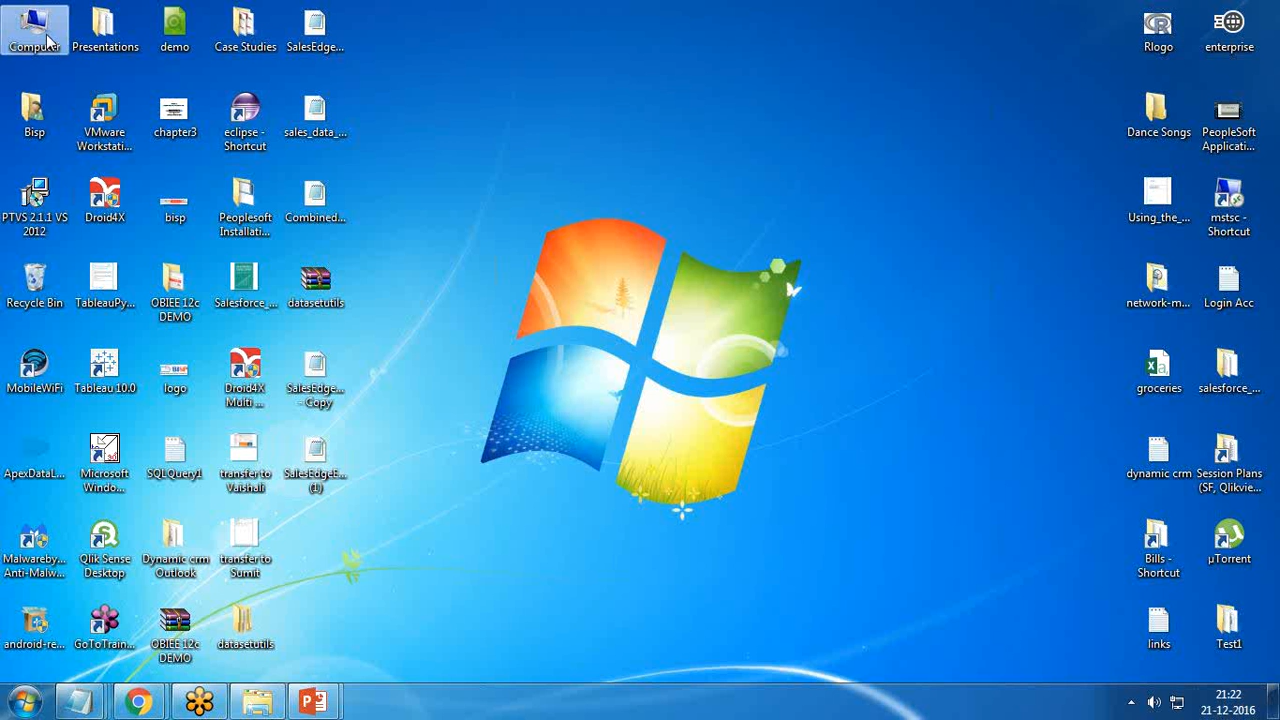 Computer
Presentations
demo
Case Studies
SalesEdge...
Rlogo
enterprise
Bisp
VMware
Workstati...
chapter3
eclipse -
Shortcut
sales_data_...
Dance Songs
PeopleSoft
Applicati...
PTVS 2.1.1 VS
2012
Droid4X
bisp
Peoplesoft
Installati...
Combined...
Using_the_...
mstsc -
Shortcut
Recycle Bin
TableauPy...
OBIEE 12c
DEMO
Salesforce_...
datasetutils
network-m...
Login Acc
MobileWiFi
Tableau 10.0
logo
Droid4X
Multi ...
SalesEdge...
- Copy
groceries
salesforce_...
ApexDataL...
Microsoft
Windo...
SQLQuery1
transfer to
Vaishali
SalesEdgeE...
(1)
dynamic crm
Session Plans
(SF, Qlikvie...
Malwareby...
Anti-Malw...
Qlik Sense
Desktop
Dynamic crm
Outlook
transfer to
Sumit
Bills -
Shortcut
µTorrent
android-re...
GoToTrain...
OBIEE 12c
DEMO
datasetutils
links
Test1
21:22
21-12-2016